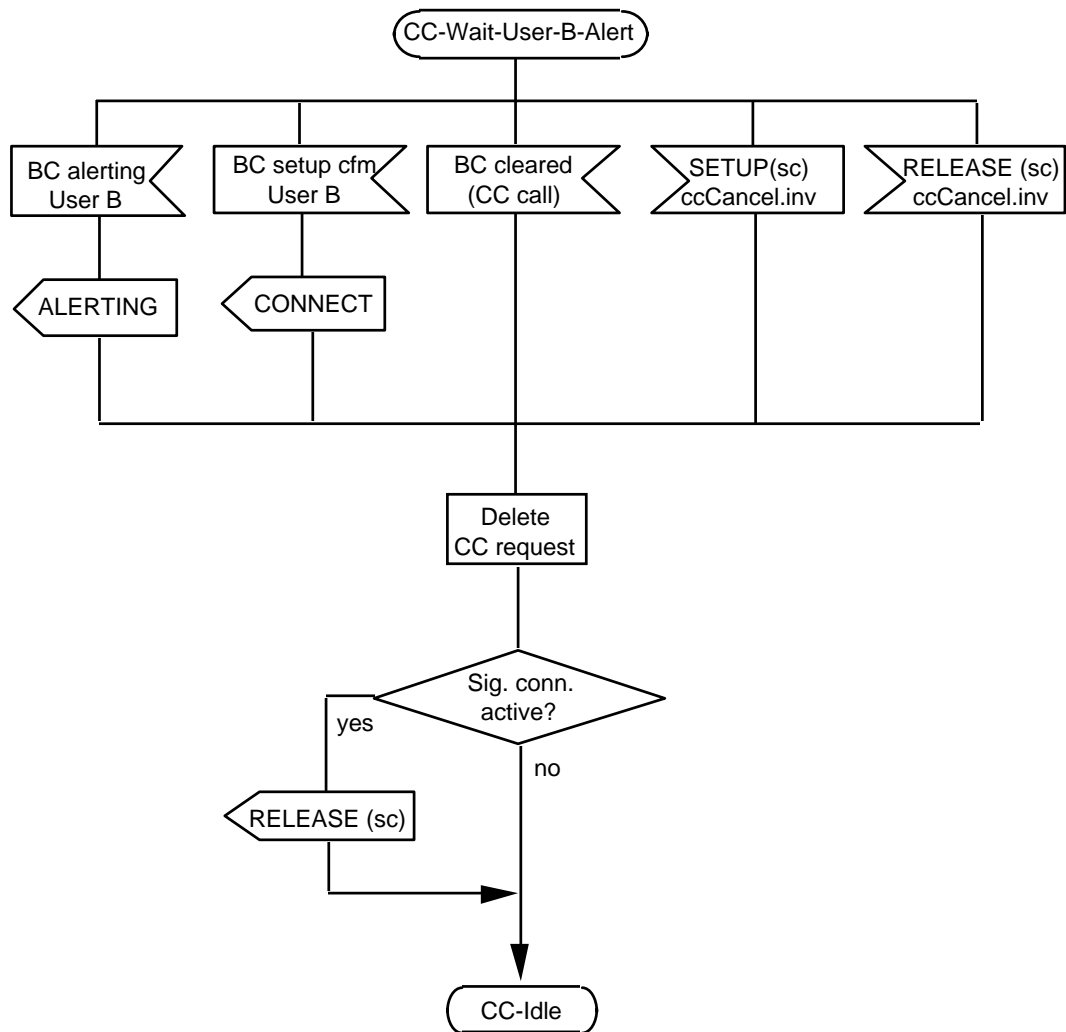 CC-Wait-User-B-Alert
BC alerting
User B
BC setup cfm
User B
BC cleared
(CC call)
SETUP(sc)
ccCancel.inv
RELEASE (sc)
ccCancel.inv
ALERTING
CONNECT
Delete
CC request
Sig. conn.
active?
yes
no
RELEASE (sc)
CC-Idle